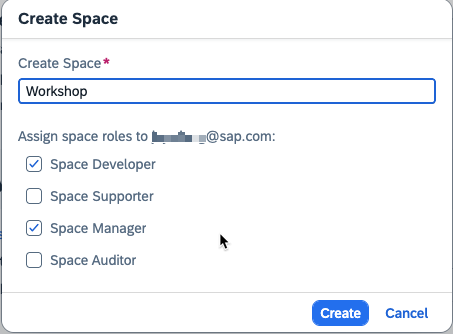 Create Space
Create Space*
Workshop
Assign space roles to @sap.com:
Space Developer
Space Supporter
Space Manager
Space Auditor
Create Cancel